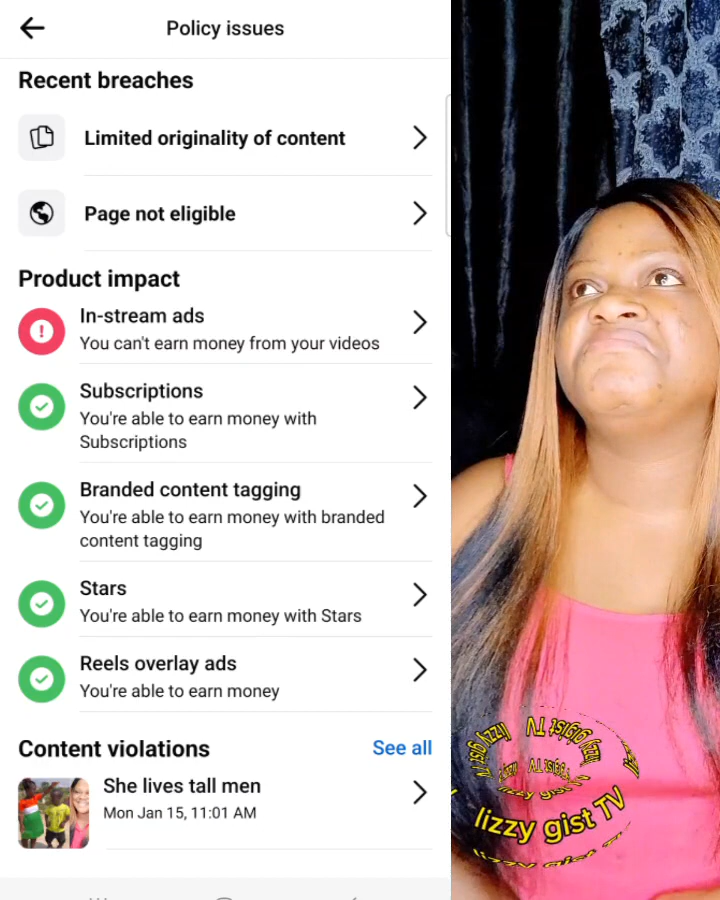 Policy issues
Recent breaches
Limited originality of content
Page not eligible
Product impact
In-stream ads
You can't earn money from your videos
Subscriptions
You're able to earn money with
Subscriptions
Branded content tagging
You're able to earn money with branded
content tagging
Stars
You're able to earn money with Stars
Reels overlay ads
You're able to earn money
Content violations
See all
She lives tall men
Mon Jan 15, 11:01 AM
lizzy gist TV